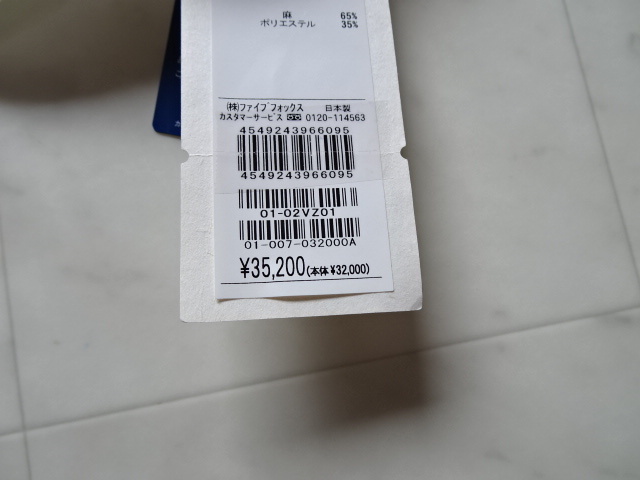 麻 65%
ポリエステル 35%
㈱ファイブフォックス 日本製
カスタマーサービス 0120-114563
4549243966095
4549243966095
01-02VZ01
01-007-032000A
¥35,200(本体 ¥32,000)